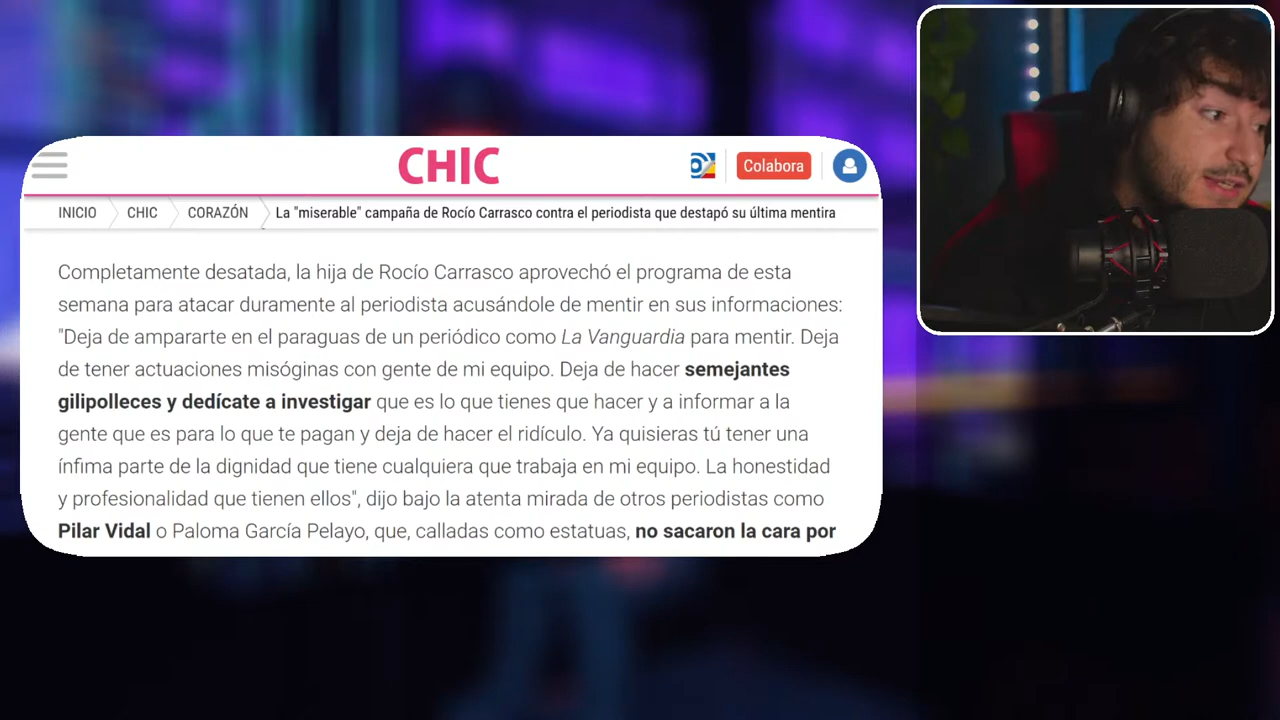 CHIC
Colabora
INICIO
CHIC
CORAZÓN
La "miserable" campaña de Rocío Carrasco contra el periodista que destapó su última mentira
Completamente desatada, la hija de Rocío Carrasco aprovechó el programa de esta
semana para atacar duramente al periodista acusándole de mentir en sus informaciones:
"Deja de ampararte en el paraguas de un periódico como La Vanguardia para mentir. Deja
de tener actuaciones misóginas con gente de mi equipo. Deja de hacer semejantes
gilipolleces y dedícate a investigar que es lo que tienes que hacer y a informar a la
gente que es para lo que te pagan y deja de hacer el ridículo. Ya quisieras tú tener una
ínfima parte de la dignidad que tiene cualquiera que trabaja en mi equipo. La honestidad
y profesionalidad que tienen ellos", dijo bajo la atenta mirada de otros periodistas como
Pilar Vidal o Paloma García Pelayo, que, calladas como estatuas, no sacaron la cara por